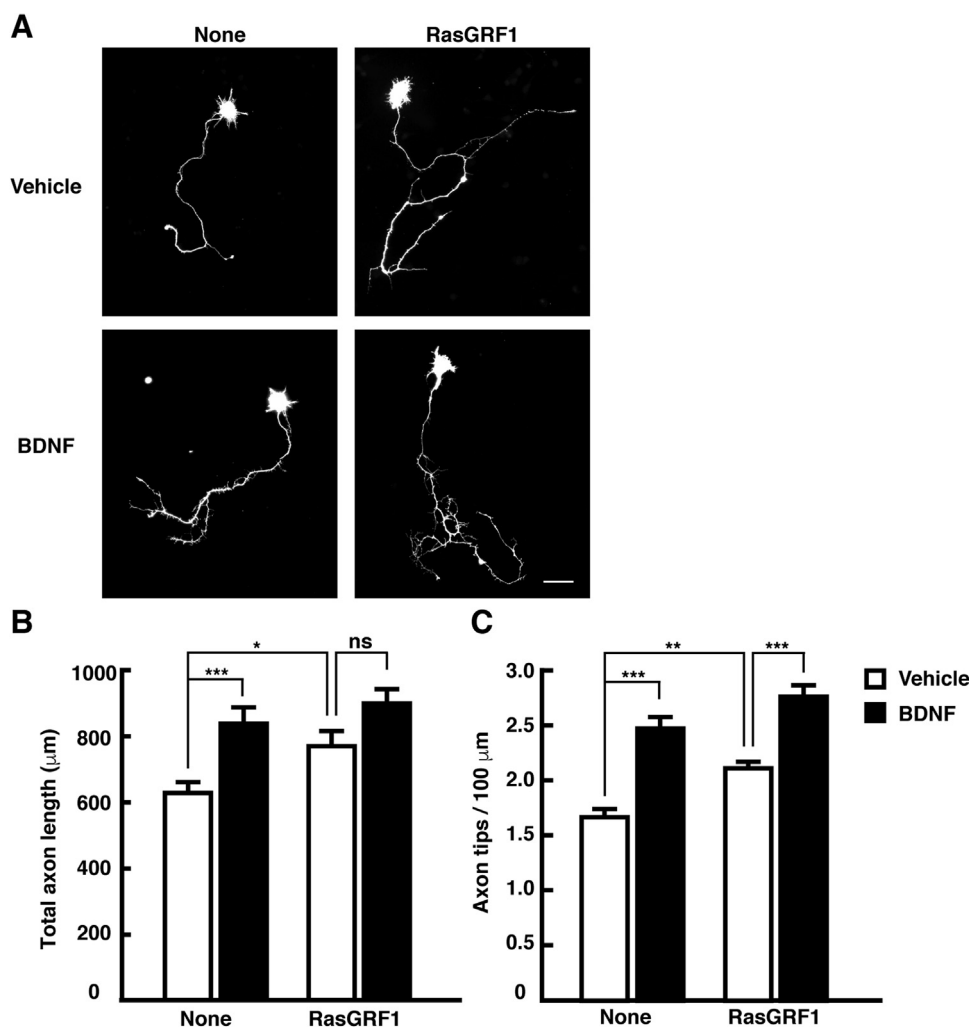 A
None
RasGRF1
Vehicle
BDNF
B
Total axon length (μm)
1000
800
600
400
200
0
***
*
ns
None
RasGRF1
C
Axon tips / 100 μm
3.0
2.5
2.0
1.5
1.0
0.5
0
***
**
***
None
RasGRF1
Vehicle
BDNF